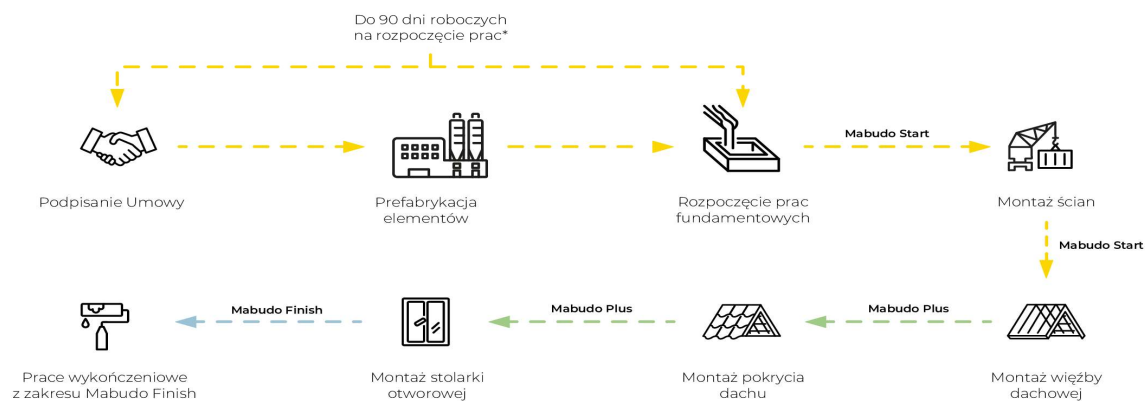 Do 90 dni roboczych
na rozpoczęcie prac*
Mabudo Start
Podpisanie Umowy
Prefabrykacja
elementów
Rozpoczęcie prac
fundamentowych
Montaż ścian
Mabudo Start
Mabudo Finish
Mabudo Plus
Mabudo Plus
Prace wykończeniowe
z zakresu Mabudo Finish
Montaż stolarki
otworowej
Montaż pokrycia
dachu
Montaż więźby
dachowej